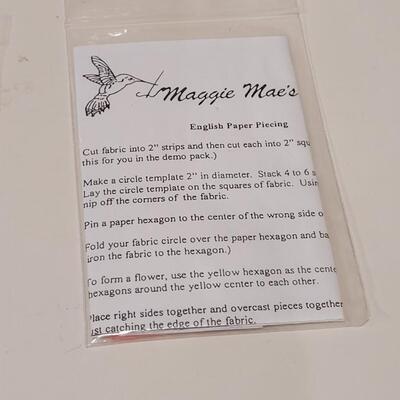 Maggie Mae's
English Paper Piecing
Cut fabric into 2" strips and then cut each into 2" squ
this for you in the demo pack.)
Make a circle template 2" in diameter. Stack 4 to 6 s
Lay the circle template on the squares of fabric. Usin
nip off the corners of the fabric.
Pin a paper hexagon to the center of the wrong side o
Fold your fabric circle over the paper hexagon and ba
iron the fabric to the hexagon.)
To form a flower, use the yellow hexagon as the cente
hexagons around the yellow center to each other.
Place right sides together and overcast pieces together
ust catching the edge of the fabric.